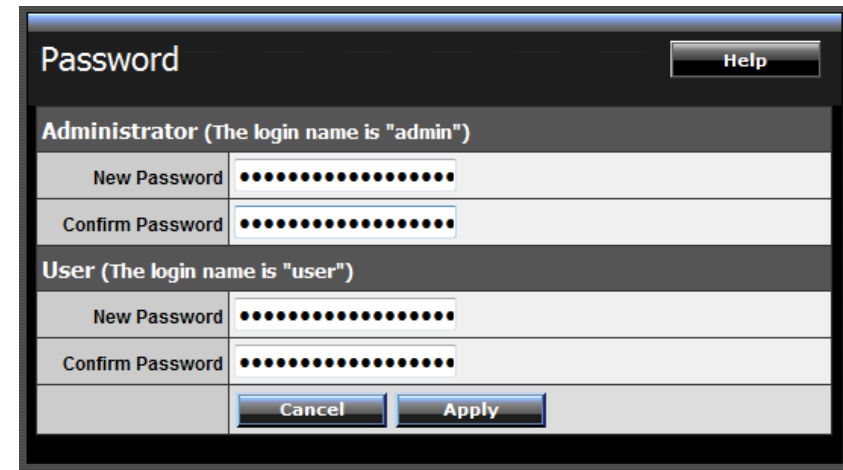 Password
Help
Administrator (The login name is "admin")
New Password ••••••••••••••••••
Confirm Password ••••••••••••••••••
User (The login name is "user")
New Password ••••••••••••••••••
Confirm Password ••••••••••••••••••
Cancel Apply